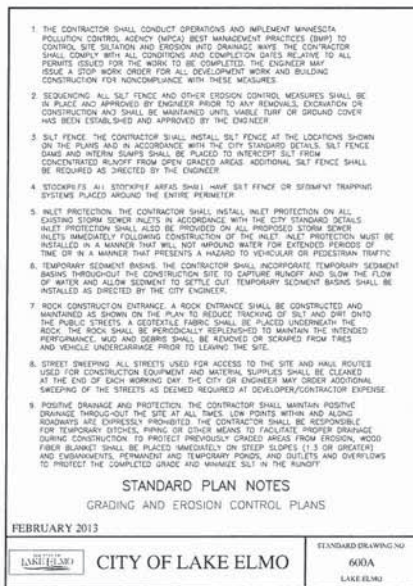 1. THE CONTRACTOR SHALL CONDUCT OPERATIONS AND IMPLEMENT MINNESOTA
POLLUTION CONTROL AGENCY (MPCA) BEST MANAGEMENT PRACTICES (BMP) TO
CONTROL SITE SILTATION AND EROSION INTO DRAINAGE WAYS. THE CONTRACTOR
SHALL COMPLY WITH ALL CONDITIONS AND COMPLETION DATES RELATIVE TO ALL
PERMITS ISSUED FOR THE WORK TO BE COMPLETED. THE ENGINEER MAY
ISSUE A STOP WORK ORDER FOR ALL DEVELOPMENT WORK AND BUILDING
CONSTRUCTION FOR NONCOMPLIANCE WITH THESE MEASURES.
2. SEQUENCING. ALL SILT FENCE AND OTHER EROSION CONTROL MEASURES SHALL BE
IN PLACE AND APPROVED BY ENGINEER PRIOR TO ANY REMOVALS, EXCAVATION OR
CONSTRUCTION AND SHALL BE MAINTAINED UNTIL VIABLE TURF OR GROUND COVER
HAS BEEN ESTABLISHED AND APPROVED BY THE ENGINEER.
3. SILT FENCE. THE CONTRACTOR SHALL INSTALL SILT FENCE AT THE LOCATIONS SHOWN
ON THE PLANS AND IN ACCORDANCE WITH THE CITY STANDARD DETAILS. SILT FENCE
DAMS AND INTERIM SUMPS SHALL BE PLACED TO INTERCEPT SILT FROM
CONCENTRATED RUNOFF FROM OPEN GRADED AREAS. ADDITIONAL SILT FENCE SHALL
BE REQUIRED AS DIRECTED BY THE ENGINEER.
4. STOCKPILES. ALL STOCKPILE AREAS SHALL HAVE SILT FENCE OR SEDIMENT TRAPPING
SYSTEMS PLACED AROUND THE ENTIRE PERIMETER.
5. INLET PROTECTION. THE CONTRACTOR SHALL INSTALL INLET PROTECTION ON ALL
EXISTING STORM SEWER INLETS IN ACCORDANCE WITH THE CITY STANDARD DETAILS.
INLET PROTECTION SHALL ALSO BE PROVIDED ON ALL PROPOSED STORM SEWER
INLETS IMMEDIATELY FOLLOWING CONSTRUCTION OF THE INLET. INLET PROTECTION MUST BE
INSTALLED IN A MANNER THAT WILL NOT IMPOUND WATER FOR EXTENDED PERIODS OF
TIME OR IN A MANNER THAT PRESENTS A HAZARD TO VEHICULAR OR PEDESTRIAN TRAFFIC.
6. TEMPORARY SEDIMENT BASINS. THE CONTRACTOR SHALL INCORPORATE TEMPORARY SEDIMENT
BASINS THROUGHOUT THE CONSTRUCTION SITE TO CAPTURE RUNOFF AND SLOW THE FLOW
OF WATER AND ALLOW SEDIMENT TO SETTLE OUT. TEMPORARY SEDIMENT BASINS SHALL BE
INSTALLED AS DIRECTED BY THE CITY ENGINEER.
7. ROCK CONSTRUCTION ENTRANCE. A ROCK ENTRANCE SHALL BE CONSTRUCTED AND
MAINTAINED AS SHOWN ON THE PLAN TO REDUCE TRACKING OF SILT AND DIRT ONTO
THE PUBLIC STREETS. A GEOTEXTILE FABRIC SHALL BE PLACED UNDERNEATH THE
ROCK. THE ROCK SHALL BE PERIODICALLY REPLENISHED TO MAINTAIN THE INTENDED
PERFORMANCE. MUD AND DEBRIS SHALL BE REMOVED OR SCRAPED FROM TIRES
AND VEHICLE UNDERCARRIAGE PRIOR TO LEAVING THE SITE.
8. STREET SWEEPING. ALL STREETS USED FOR ACCESS TO THE SITE AND HAUL ROUTES
USED FOR CONSTRUCTION EQUIPMENT AND MATERIAL SUPPLIES SHALL BE CLEANED
AT THE END OF EACH WORKING DAY. THE CITY OR ENGINEER MAY ORDER ADDITIONAL
SWEEPING OF THE STREETS AS DEEMED REQUIRED AT DEVELOPER/CONTRACTOR EXPENSE.
9. POSITIVE DRAINAGE AND PROTECTION. THE CONTRACTOR SHALL MAINTAIN POSITIVE
DRAINAGE THROUGHOUT THE SITE AT ALL TIMES. LOW POINTS WITHIN AND ALONG
ROADWAYS ARE EXPRESSLY PROHIBITED. THE CONTRACTOR SHALL BE RESPONSIBLE
FOR TEMPORARY DITCHES, PIPING OR OTHER MEANS TO FACILITATE PROPER DRAINAGE
DURING CONSTRUCTION. TO PROTECT PREVIOUSLY GRADED AREAS FROM EROSION, WOOD
FIBER BLANKET SHALL BE PLACED IMMEDIATELY ON STEEP SLOPES (1:3 OR GREATER)
AND EMBANKMENTS, PERMANENT AND TEMPORARY PONDS, AND OUTLETS AND OVERFLOWS
TO PROTECT THE COMPLETED GRADE AND MINIMIZE SILT IN THE RUNOFF.
STANDARD PLAN NOTES
GRADING AND EROSION CONTROL PLANS
FEBRUARY 2013
THE CITY OF
LAKE ELMO
CITY OF LAKE ELMO
STANDARD DRAWING NO
600A
LAKE ELMO